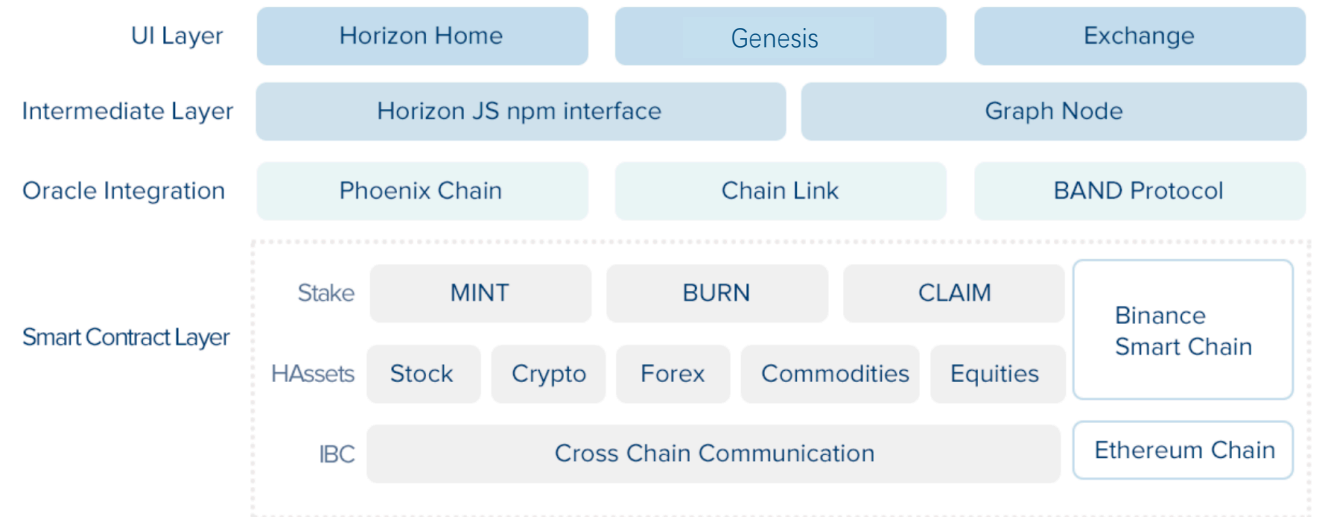 UI Layer
Horizon Home
Genesis
Exchange
Intermediate Layer
Horizon JS npm interface
Graph Node
Oracle Integration
Phoenix Chain
Chain Link
BAND Protocol
Smart Contract Layer
Stake
MINT
BURN
CLAIM
Binance
Smart Chain
HAssets
Stock
Crypto
Forex
Commodities
Equities
IBC
Cross Chain Communication
Ethereum Chain